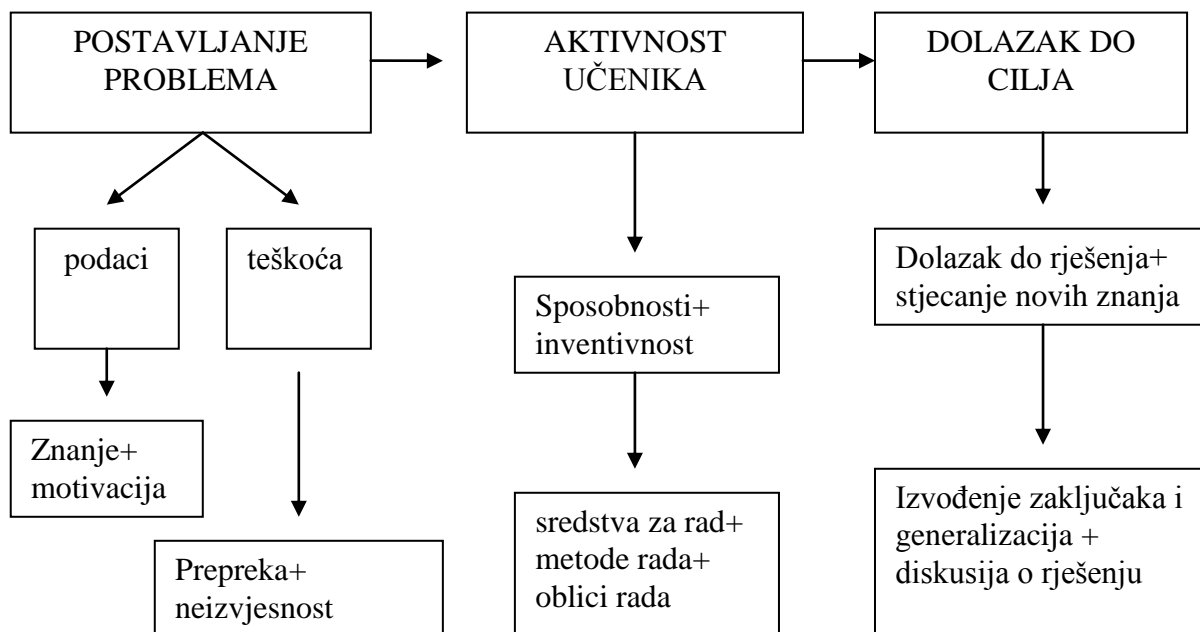 POSTAVLJANJE
PROBLEMA
AKTIVNOST
UČENIKA
DOLAZAK DO
CILJA
podaci
teškoća
Sposobnosti+
inventivnost
Dolazak do rješenja+
stjecanje novih znanja
Znanje+
motivacija
Prepreka+
neizvjesnost
sredstva za rad+
metode rada+
oblici rada
Izvođenje zaključaka i
generalizacija +
diskusija o rješenju